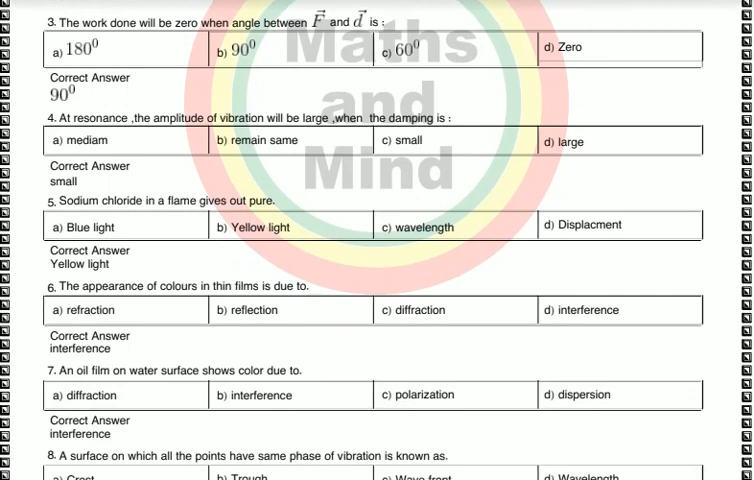 Maths
and
Mind
3. The work done will be zero when angle between F⃗ and d⃗ is :
a) 180⁰ b) 90⁰ c) 60⁰ d) Zero
Correct Answer
90⁰
4. At resonance ,the amplitude of vibration will be large ,when the damping is :
a) mediam b) remain same c) small d) large
Correct Answer
small
5. Sodium chloride in a flame gives out pure.
a) Blue light b) Yellow light c) wavelength d) Displacment
Correct Answer
Yellow light
6. The appearance of colours in thin films is due to.
a) refraction b) reflection c) diffraction d) interference
Correct Answer
interference
7. An oil film on water surface shows color due to.
a) diffraction b) interference c) polarization d) dispersion
Correct Answer
interference
8. A surface on which all the points have same phase of vibration is known as.
a) Crest b) Trough c) Wave front d) Wavelength